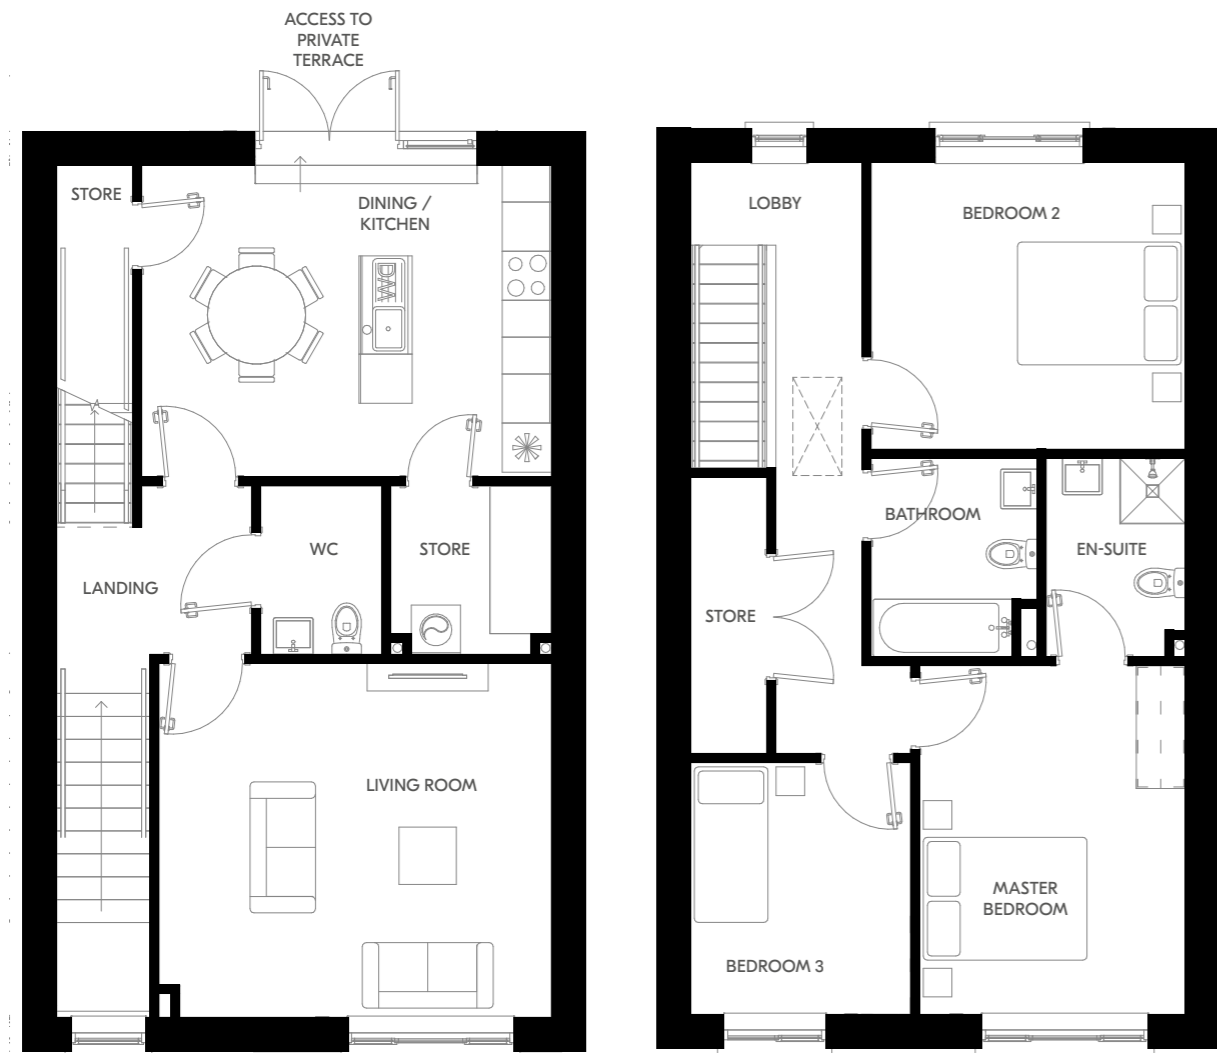 ACCESS TO
PRIVATE
TERRACE
STORE
DINING /
KITCHEN
WC
STORE
LANDING
LIVING ROOM
LOBBY
BEDROOM 2
BATHROOM
EN-SUITE
STORE
MASTER
BEDROOM
BEDROOM 3